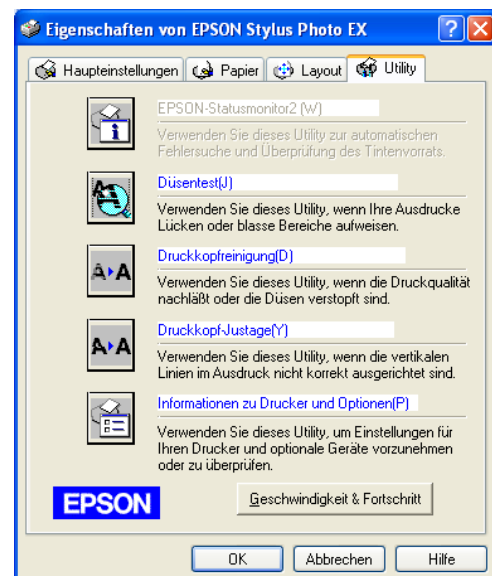 Eigenschaften von EPSON Stylus Photo EX
Haupteinstellungen Papier Layout Utility
EPSON-Statusmonitor2 (W)
Verwenden Sie dieses Utility zur automatischen
Fehlersuche und Überprüfung des Tintenvorrats.
Düsentest(J)
Verwenden Sie dieses Utility, wenn Ihre Ausdrucke
Lücken oder blasse Bereiche aufweisen.
Druckkopfreinigung(D)
Verwenden Sie dieses Utility, wenn die Druckqualität
nachläßt oder die Düsen verstopft sind.
Druckkopf-Justage(Y)
Verwenden Sie dieses Utility, wenn die vertikalen
Linien im Ausdruck nicht korrekt ausgerichtet sind.
Informationen zu Drucker und Optionen(P)
Verwenden Sie dieses Utility, um Einstellungen für
Ihren Drucker und optionale Geräte vorzunehmen
oder zu überprüfen.
EPSON
Geschwindigkeit & Fortschritt
OK Abbrechen Hilfe